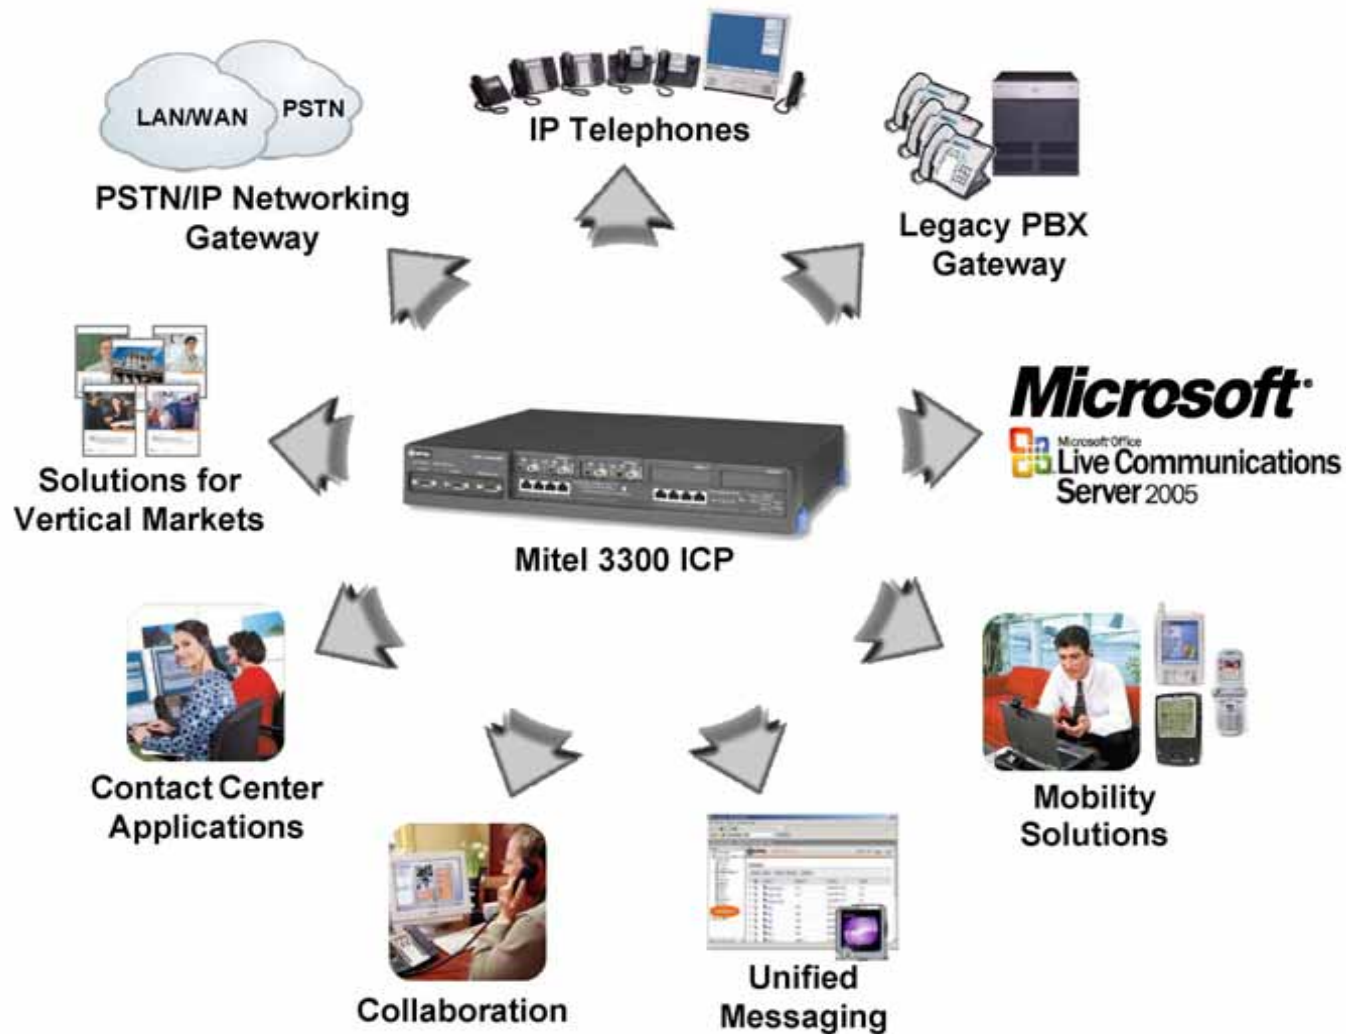 LAN/WAN
PSTN
PSTN/IP Networking
Gateway
IP Telephones
Legacy PBX
Gateway
Solutions for
Vertical Markets
Mitel 3300 ICP
Microsoft
Microsoft Office
Live Communications
Server 2005
Contact Center
Applications
Mobility
Solutions
Collaboration
Unified
Messaging